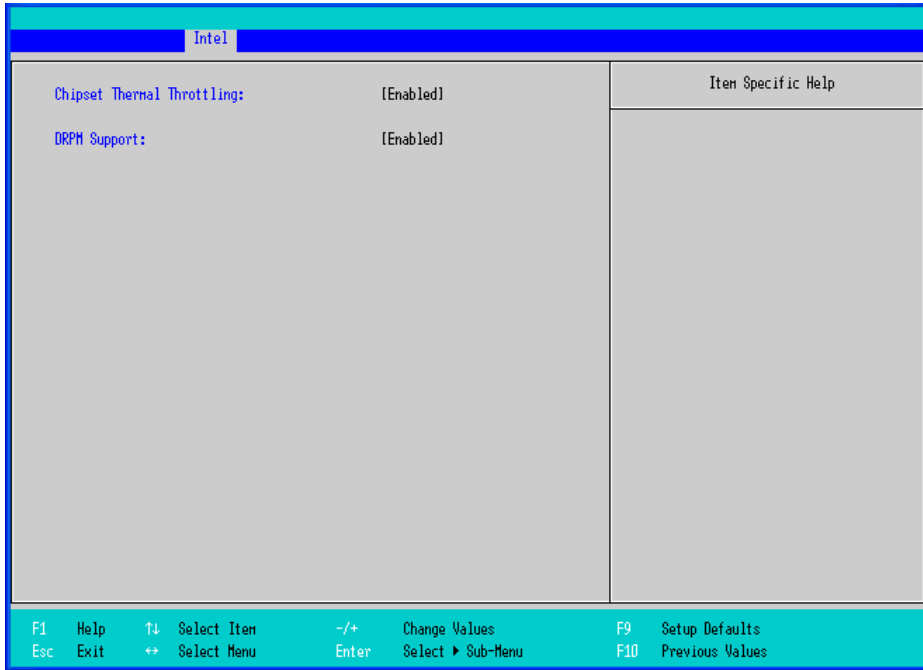 Intel
Chipset Thermal Throttling: [Enabled]
DRPM Support: [Enabled]
Item Specific Help
F1 Help ↑↓ Select Item -/+ Change Values F9 Setup Defaults
Esc Exit ↔ Select Menu Enter Select ▶ Sub-Menu F10 Previous Values